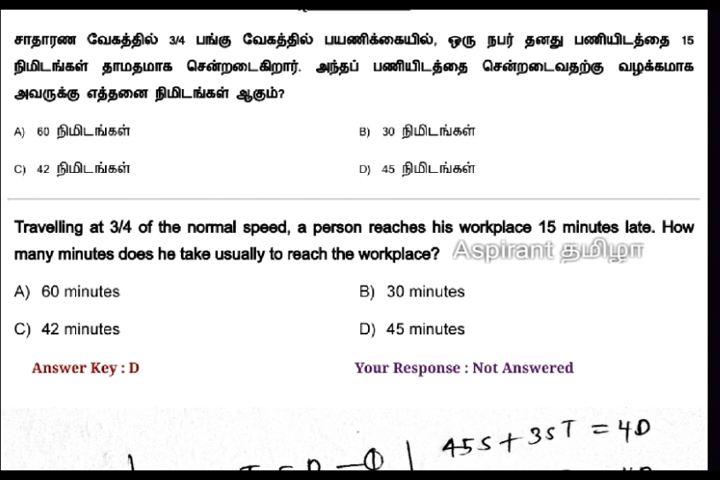 சாதாரண வேகத்தில் 3/4 பங்கு வேகத்தில் பயணிக்கையில், ஒரு நபர் தனது பணியிடத்தை 15
நிமிடங்கள் தாமதமாக சென்றடைகிறார். அந்தப் பணியிடத்தை சென்றடைவதற்கு வழக்கமாக
அவருக்கு எத்தனை நிமிடங்கள் ஆகும்?
A) 60 நிமிடங்கள் B) 30 நிமிடங்கள்
C) 42 நிமிடங்கள் D) 45 நிமிடங்கள்
Travelling at 3/4 of the normal speed, a person reaches his workplace 15 minutes late. How
many minutes does he take usually to reach the workplace? Aspirant தமிழா
A) 60 minutes B) 30 minutes
C) 42 minutes D) 45 minutes
Answer Key : D Your Response : Not Answered
45S + 35T = 4D